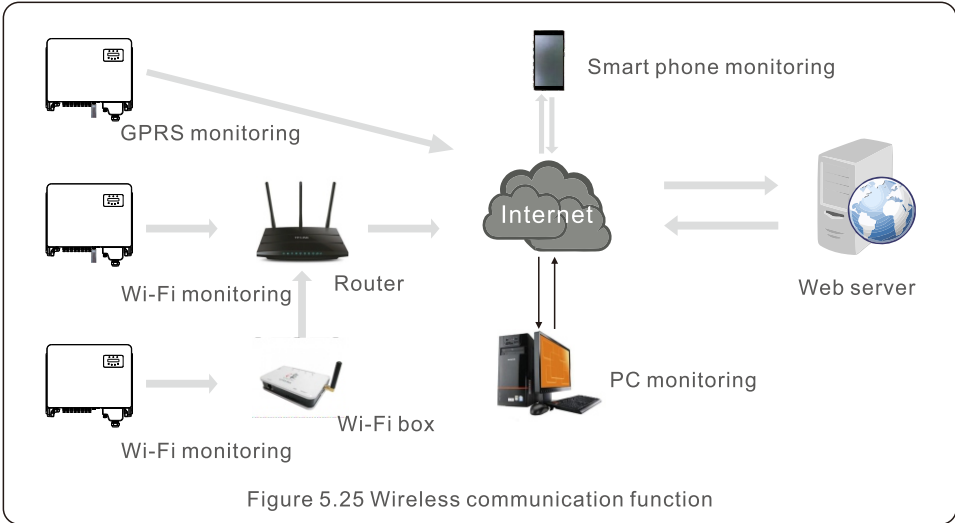 Smart phone monitoring
GPRS monitoring
Internet
Router
Wi-Fi monitoring
Web server
PC monitoring
Wi-Fi box
Wi-Fi monitoring
Figure 5.25 Wireless communication function